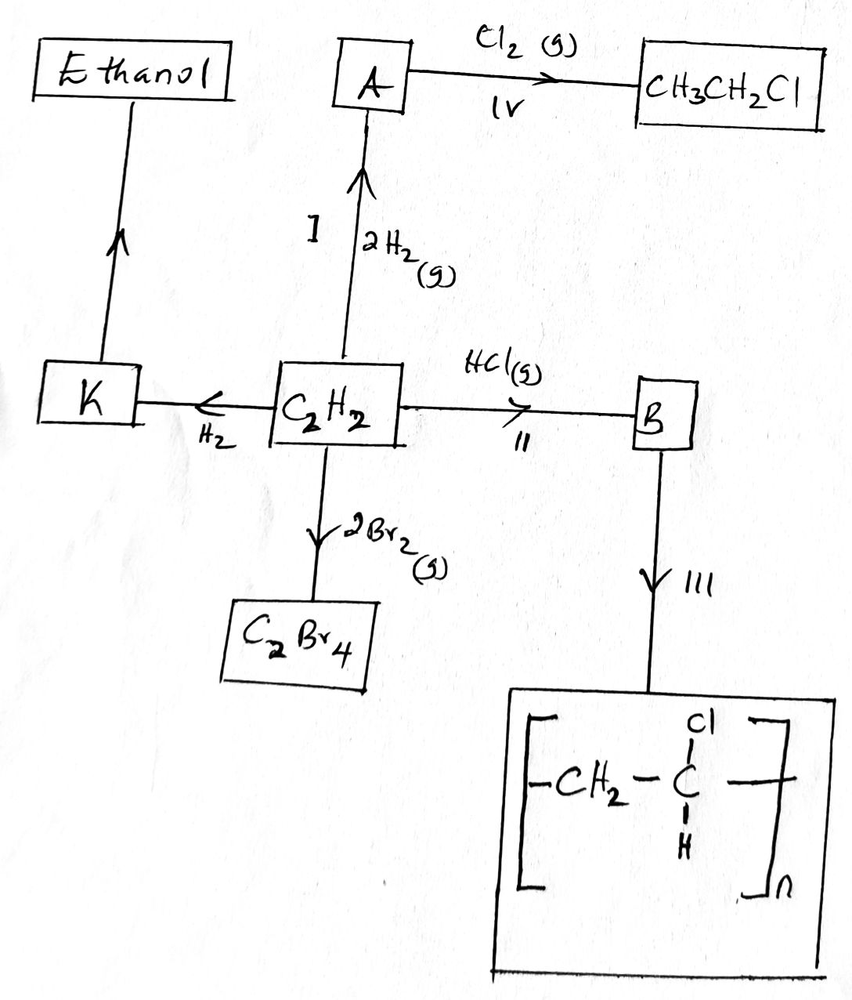 Ethanol
A
Cl2 (g)
IV
CH3CH2Cl
I
2H2 (g)
K
H2
C2H2
HCl(g)
II
B
2Br2 (g)
III
C2Br4
Cl
-CH2-C-
H
n